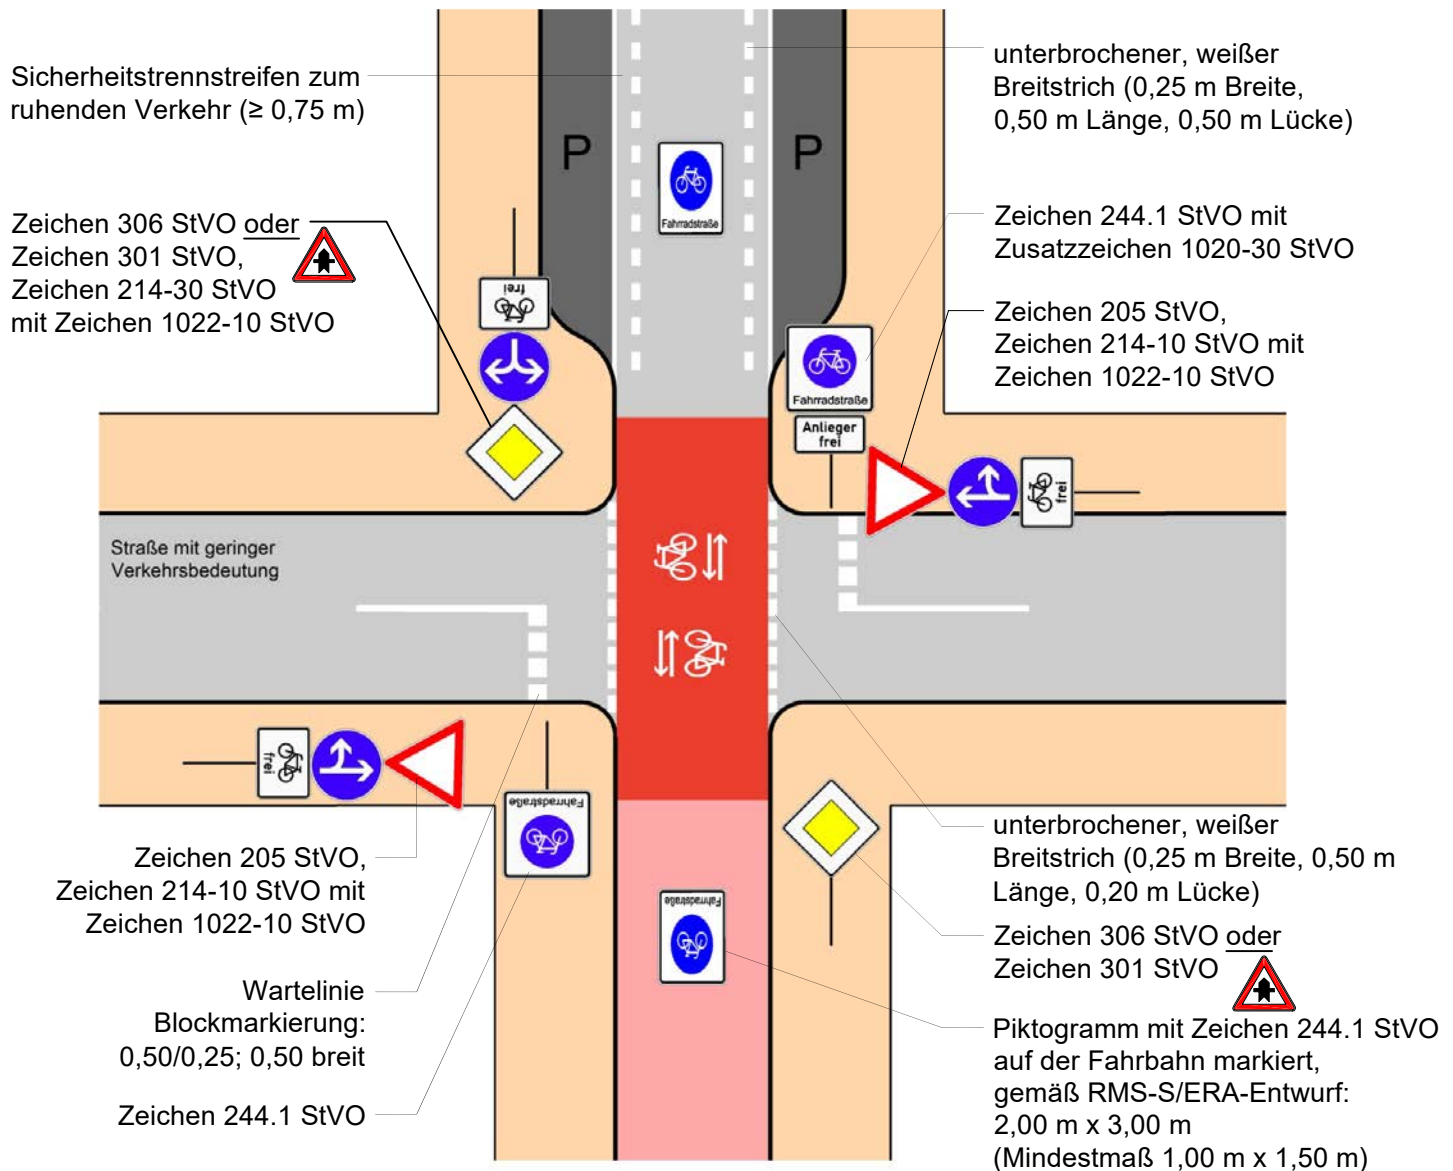 Sicherheitstrennstreifen zum
ruhenden Verkehr (≥ 0,75 m)
unterbrochener, weißer
Breitstrich (0,25 m Breite,
0,50 m Länge, 0,50 m Lücke)
P
P
Fahrradstraße
Zeichen 306 StVO oder
Zeichen 301 StVO,
Zeichen 214-30 StVO
mit Zeichen 1022-10 StVO
Zeichen 244.1 StVO mit
Zusatzzeichen 1020-30 StVO
Zeichen 205 StVO,
Zeichen 214-10 StVO mit
Zeichen 1022-10 StVO
frei
Fahrradstraße
Anlieger
frei
frei
Straße mit geringer
Verkehrsbedeutung
frei
Fahrradstraße
Zeichen 205 StVO,
Zeichen 214-10 StVO mit
Zeichen 1022-10 StVO
Wartelinie
Blockmarkierung:
0,50/0,25; 0,50 breit
Zeichen 244.1 StVO
Fahrradstraße
unterbrochener, weißer
Breitstrich (0,25 m Breite, 0,50 m
Länge, 0,20 m Lücke)
Zeichen 306 StVO oder
Zeichen 301 StVO
Piktogramm mit Zeichen 244.1 StVO
auf der Fahrbahn markiert,
gemäß RMS-S/ERA-Entwurf:
2,00 m x 3,00 m
(Mindestmaß 1,00 m x 1,50 m)